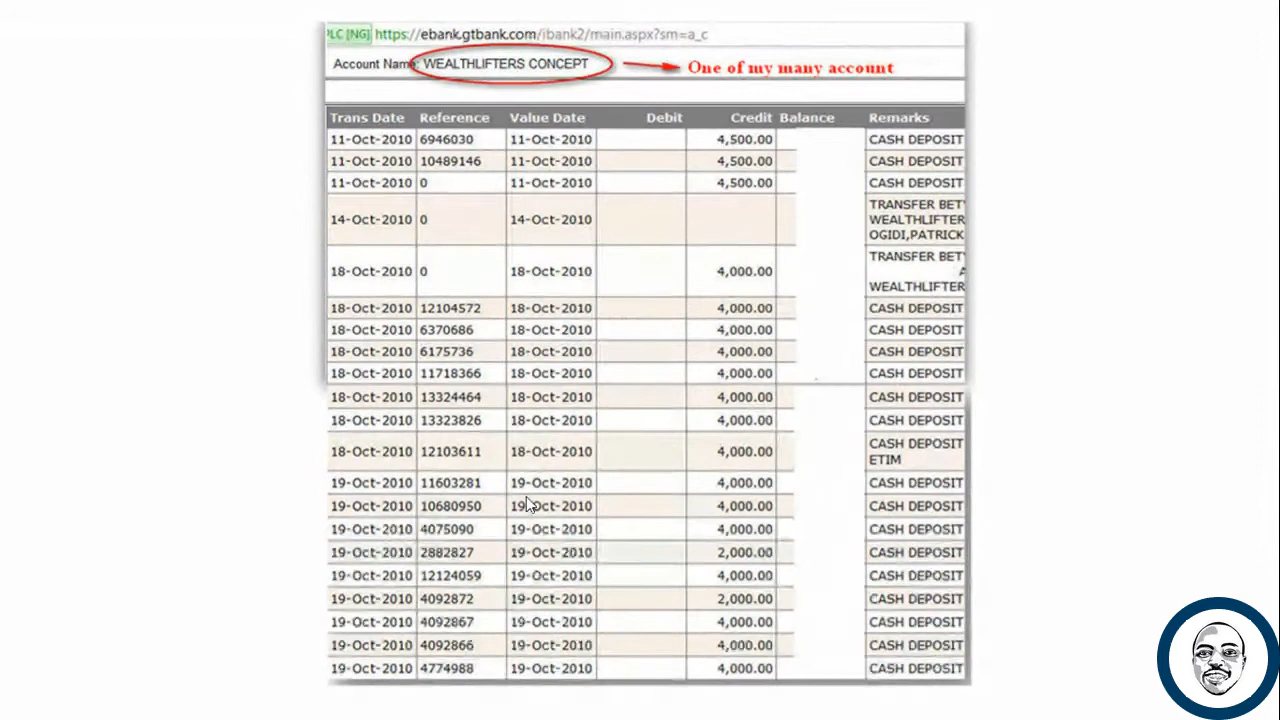 PLC [NG] https://ebank.gtbank.com/ibank2/main.aspx?sm=a_c
Account Name: WEALTHLIFTERS CONCEPT One of my many account
Trans Date Reference Value Date Debit Credit Balance Remarks
11-Oct-2010 6946030 11-Oct-2010 4,500.00 CASH DEPOSIT
11-Oct-2010 10489146 11-Oct-2010 4,500.00 CASH DEPOSIT
11-Oct-2010 0 11-Oct-2010 4,500.00 CASH DEPOSIT
14-Oct-2010 0 14-Oct-2010 TRANSFER BET
WEALTHLIFTER
OGIDI,PATRICK
18-Oct-2010 0 18-Oct-2010 4,000.00 TRANSFER BET
A
WEALTHLIFTER
18-Oct-2010 12104572 18-Oct-2010 4,000.00 CASH DEPOSIT
18-Oct-2010 6370686 18-Oct-2010 4,000.00 CASH DEPOSIT
18-Oct-2010 6175736 18-Oct-2010 4,000.00 CASH DEPOSIT
18-Oct-2010 11718366 18-Oct-2010 4,000.00 CASH DEPOSIT
18-Oct-2010 13324464 18-Oct-2010 4,000.00 CASH DEPOSIT
18-Oct-2010 13323826 18-Oct-2010 4,000.00 CASH DEPOSIT
18-Oct-2010 12103611 18-Oct-2010 4,000.00 CASH DEPOSIT
ETIM
19-Oct-2010 11603281 19-Oct-2010 4,000.00 CASH DEPOSIT
19-Oct-2010 10680950 19-Oct-2010 4,000.00 CASH DEPOSIT
19-Oct-2010 4075090 19-Oct-2010 4,000.00 CASH DEPOSIT
19-Oct-2010 2882827 19-Oct-2010 2,000.00 CASH DEPOSIT
19-Oct-2010 12124059 19-Oct-2010 4,000.00 CASH DEPOSIT
19-Oct-2010 4092872 19-Oct-2010 2,000.00 CASH DEPOSIT
19-Oct-2010 4092867 19-Oct-2010 4,000.00 CASH DEPOSIT
19-Oct-2010 4092866 19-Oct-2010 4,000.00 CASH DEPOSIT
19-Oct-2010 4774988 19-Oct-2010 4,000.00 CASH DEPOSIT